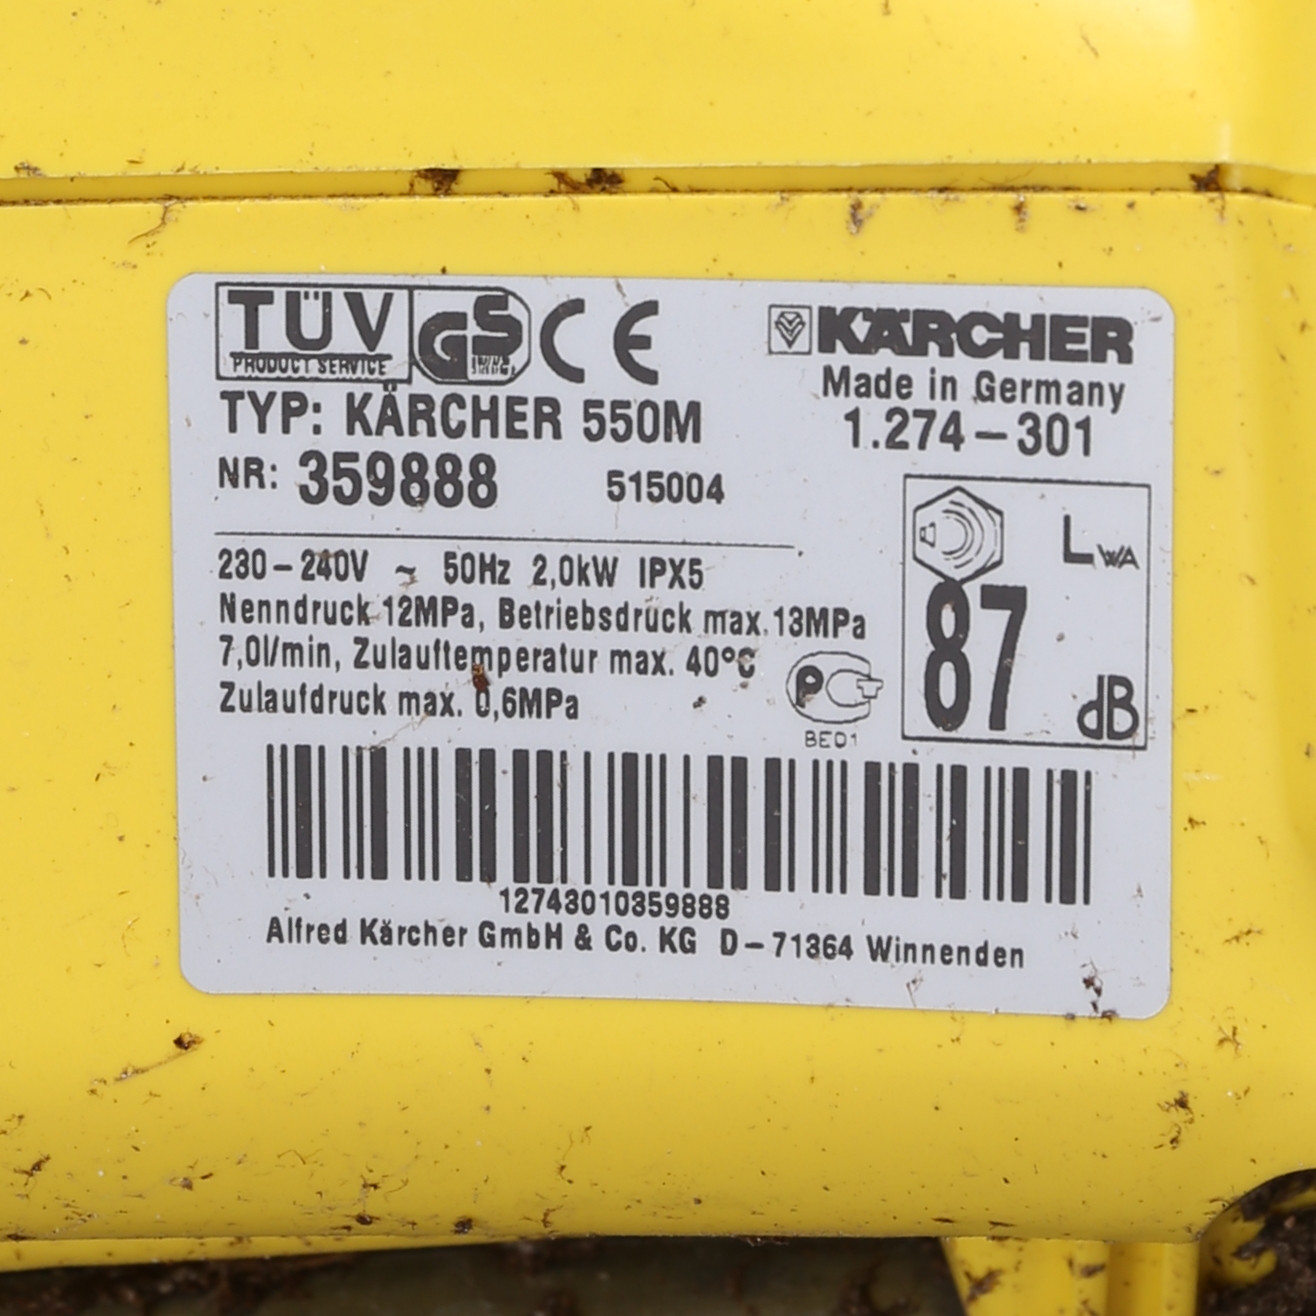 TÜV
PRODUCT SERVICE
GS
CE
KÄRCHER
Made in Germany
TYP: KÄRCHER 550M
1.274-301
NR: 359888 515004
230-240V ~ 50Hz 2,0kW IPX5
Nenndruck 12MPa, Betriebsdruck max. 13MPa
7,0l/min, Zulauftemperatur max. 40°C
Zulaufdruck max. 0,6MPa
LWA
87
dB
PCT
BE01
12743010359888
Alfred Kärcher GmbH & Co. KG D-71364 Winnenden